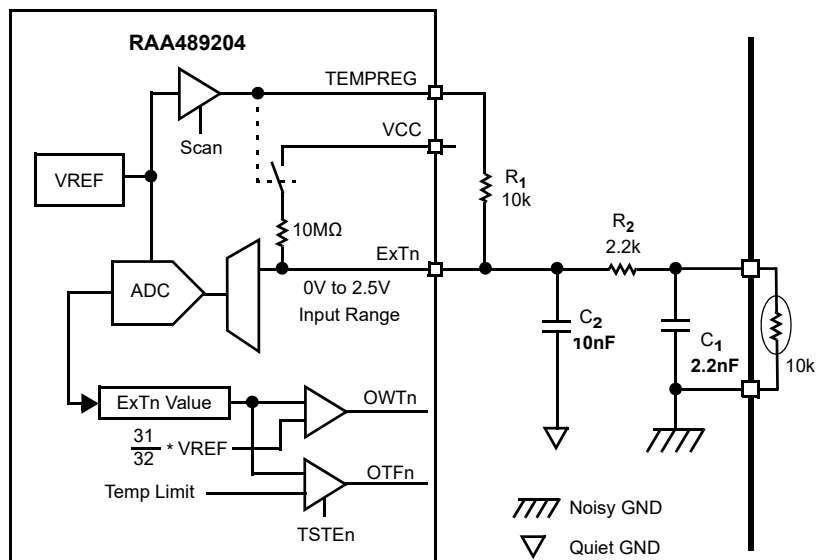 RAA489204
TEMPREG
VCC
Scan
VREF
R1
10k
10MΩ
R2
2.2k
ExTn
ADC
0V to 2.5V
Input Range
C2
10nF
C1
2.2nF
10k
ExTn Value
OWTn
31
32
* VREF
OTFn
Temp Limit
TSTEn
Noisy GND
Quiet GND